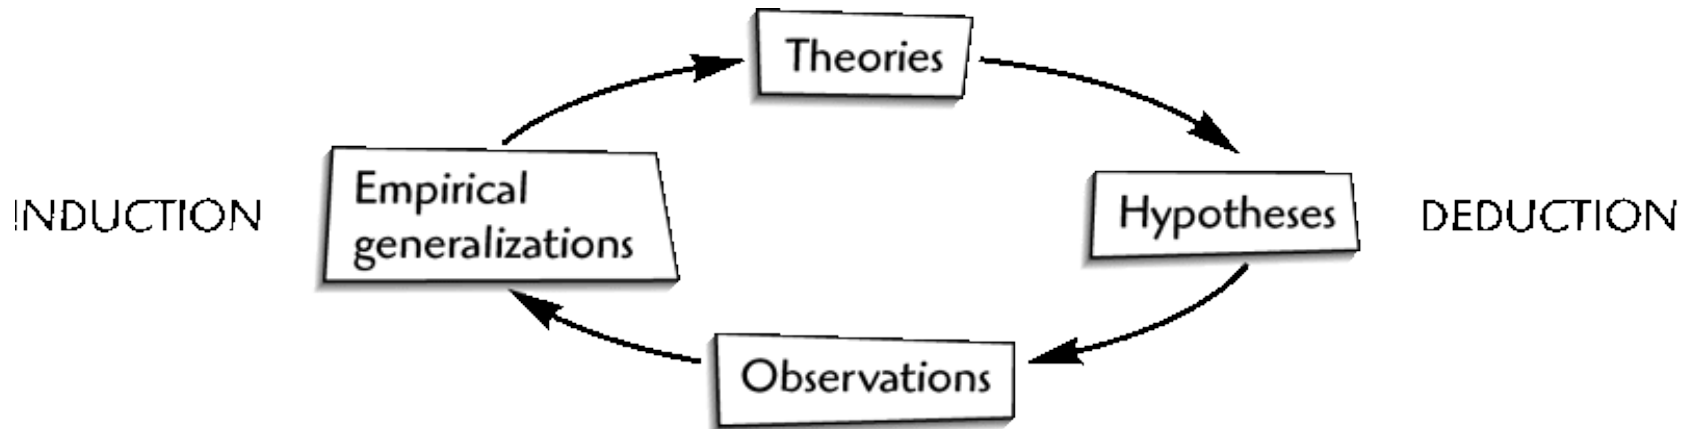 Theories
Empirical
generalizations
INDUCTION
Hypotheses
DEDUCTION
Observations